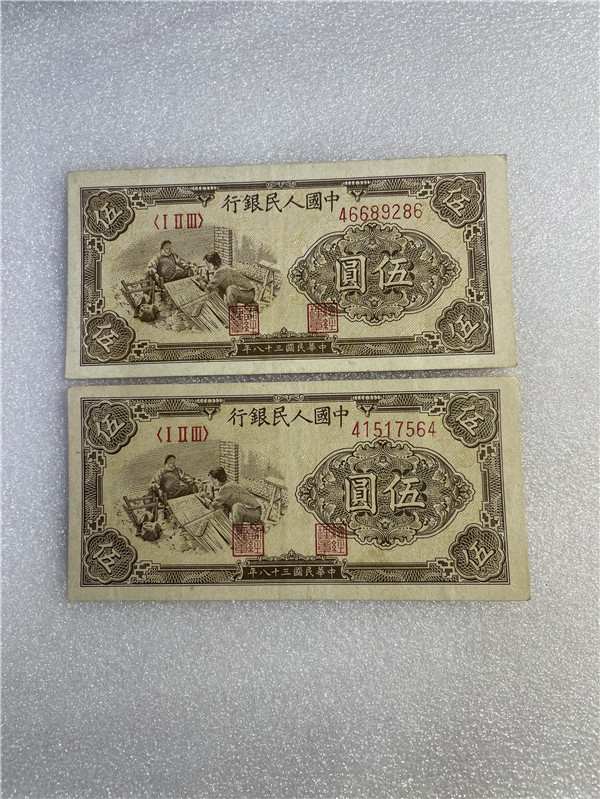 伍
伍
中國人民銀行
〈I II III〉
46689286
伍圓
中華民國三十八年
伍
伍
伍
伍
中國人民銀行
〈I II III〉
41517564
伍圓
中華民國三十八年
伍
伍